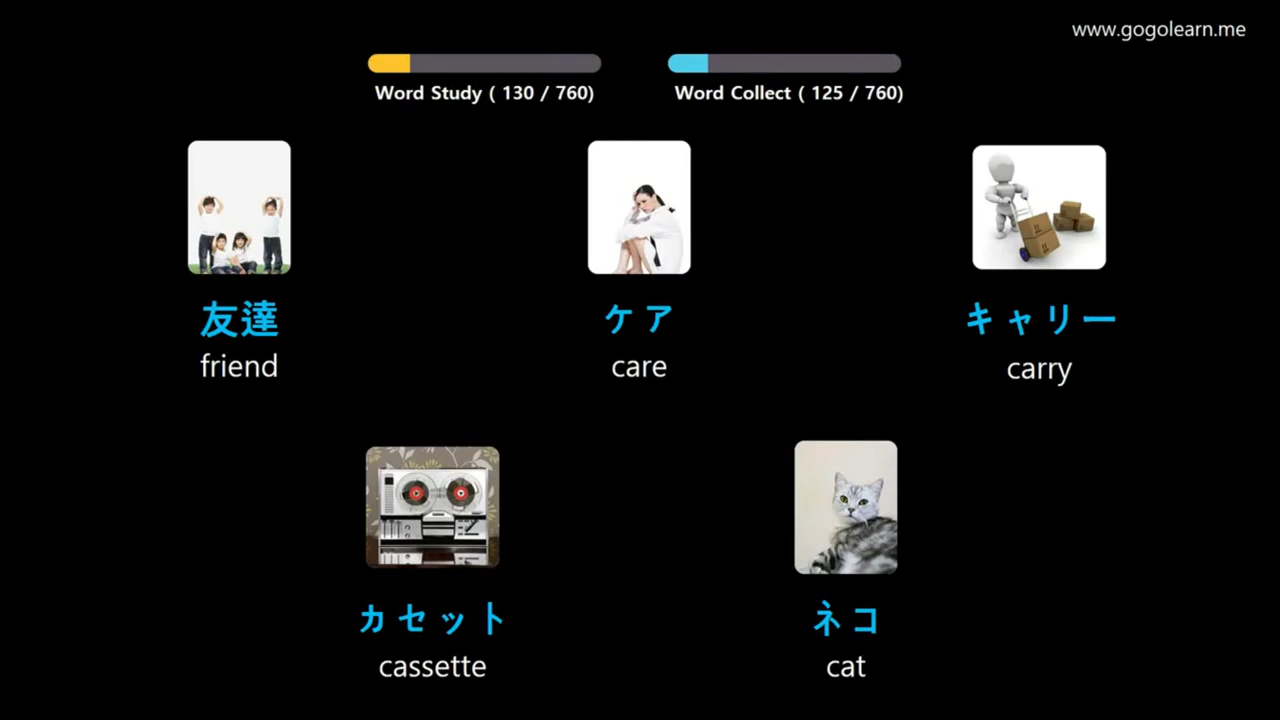 www.gogolearn.me
Word Study ( 130 / 760)
Word Collect ( 125 / 760)
友達
friend
ケア
care
キャリー
carry
カセット
cassette
ネコ
cat